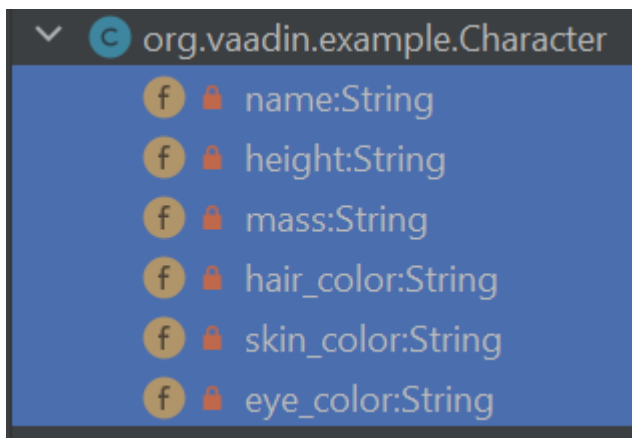 C org.vaadin.example.Character
f name:String
f height:String
f mass:String
f hair_color:String
f skin_color:String
f eye_color:String